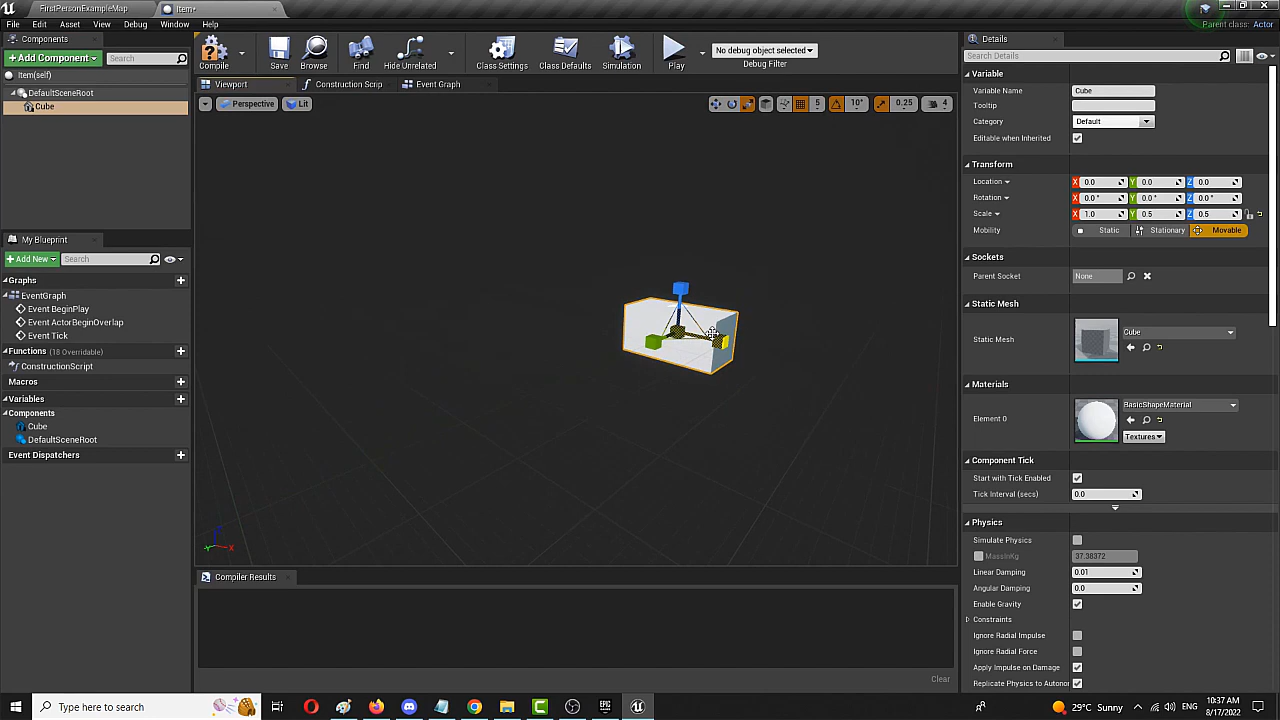 FirstPersonExampleMap
Item*
File Edit Asset View Debug Window Help
Parent class: Actor
Components
+ Add Component
Search
Item(self)
DefaultSceneRoot
Cube
Compile
Save
Browse
Find
Hide Unrelated
Class Settings
Class Defaults
Simulation
Play
No debug object selected
Debug Filter
Viewport
Construction Scrip
Event Graph
Perspective
Lit
5
10°
0.25
4
X
My Blueprint
+ Add New
Search
Graphs
EventGraph
Event BeginPlay
Event ActorBeginOverlap
Event Tick
Functions (18 Overridable)
ConstructionScript
Macros
Variables
Components
Cube
DefaultSceneRoot
Event Dispatchers
Compiler Results
Clear
Details
Search Details
Variable
Variable Name Cube
Tooltip
Category Default
Editable when Inherited
Transform
Location X 0.0 Y 0.0 Z 0.0
Rotation X 0.0° Y 0.0° Z 0.0°
Scale X 1.0 Y 0.5 Z 0.5
Mobility Static Stationary Movable
Sockets
Parent Socket None
Static Mesh
Static Mesh Cube
Materials
Element 0 BasicShapeMaterial
Textures
Component Tick
Start with Tick Enabled
Tick Interval (secs) 0.0
Physics
Simulate Physics
MassInKg 37.38372
Linear Damping 0.01
Angular Damping 0.0
Enable Gravity
Constraints
Ignore Radial Impulse
Ignore Radial Force
Apply Impulse on Damage
Replicate Physics to Autonor
Type here to search
29°C Sunny
10:37 AM
8/17/2022